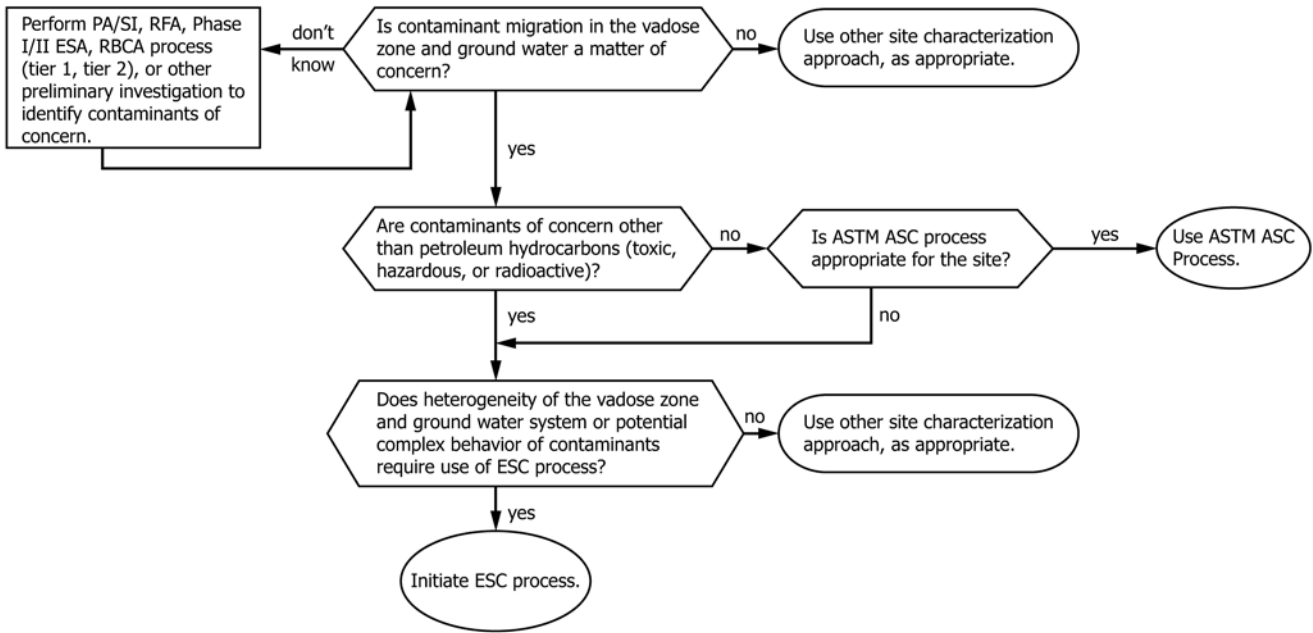 Perform PA/SI, RFA, Phase
I/II ESA, RBCA process
(tier 1, tier 2), or other
preliminary investigation to
identify contaminants of
concern.
don't
know
Is contaminant migration in the vadose
zone and ground water a matter of
concern?
no
Use other site characterization
approach, as appropriate.
yes
Are contaminants of concern other
than petroleum hydrocarbons (toxic,
hazardous, or radioactive)?
no
Is ASTM ASC process
appropriate for the site?
yes
Use ASTM ASC
Process.
yes
no
Does heterogeneity of the vadose zone
and ground water system or potential
complex behavior of contaminants
require use of ESC process?
no
Use other site characterization
approach, as appropriate.
yes
Initiate ESC process.